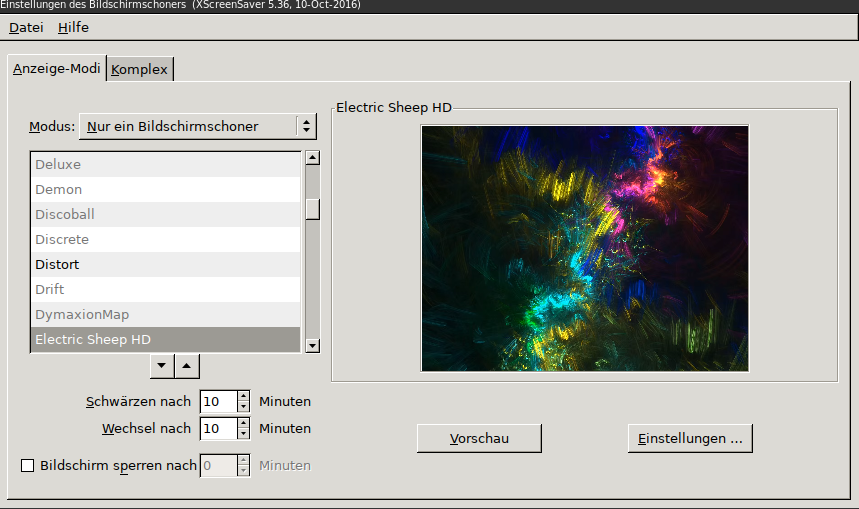 Einstellungen des Bildschirmschoners (XScreenSaver 5.36, 10-Oct-2016)
Datei Hilfe
Anzeige-Modi Komplex
Modus: Nur ein Bildschirmschoner
Deluxe
Demon
Discoball
Discrete
Distort
Drift
DymaxionMap
Electric Sheep HD
Schwärzen nach 10 Minuten
Wechsel nach 10 Minuten
Bildschirm sperren nach 0 Minuten
Electric Sheep HD
Vorschau Einstellungen ...